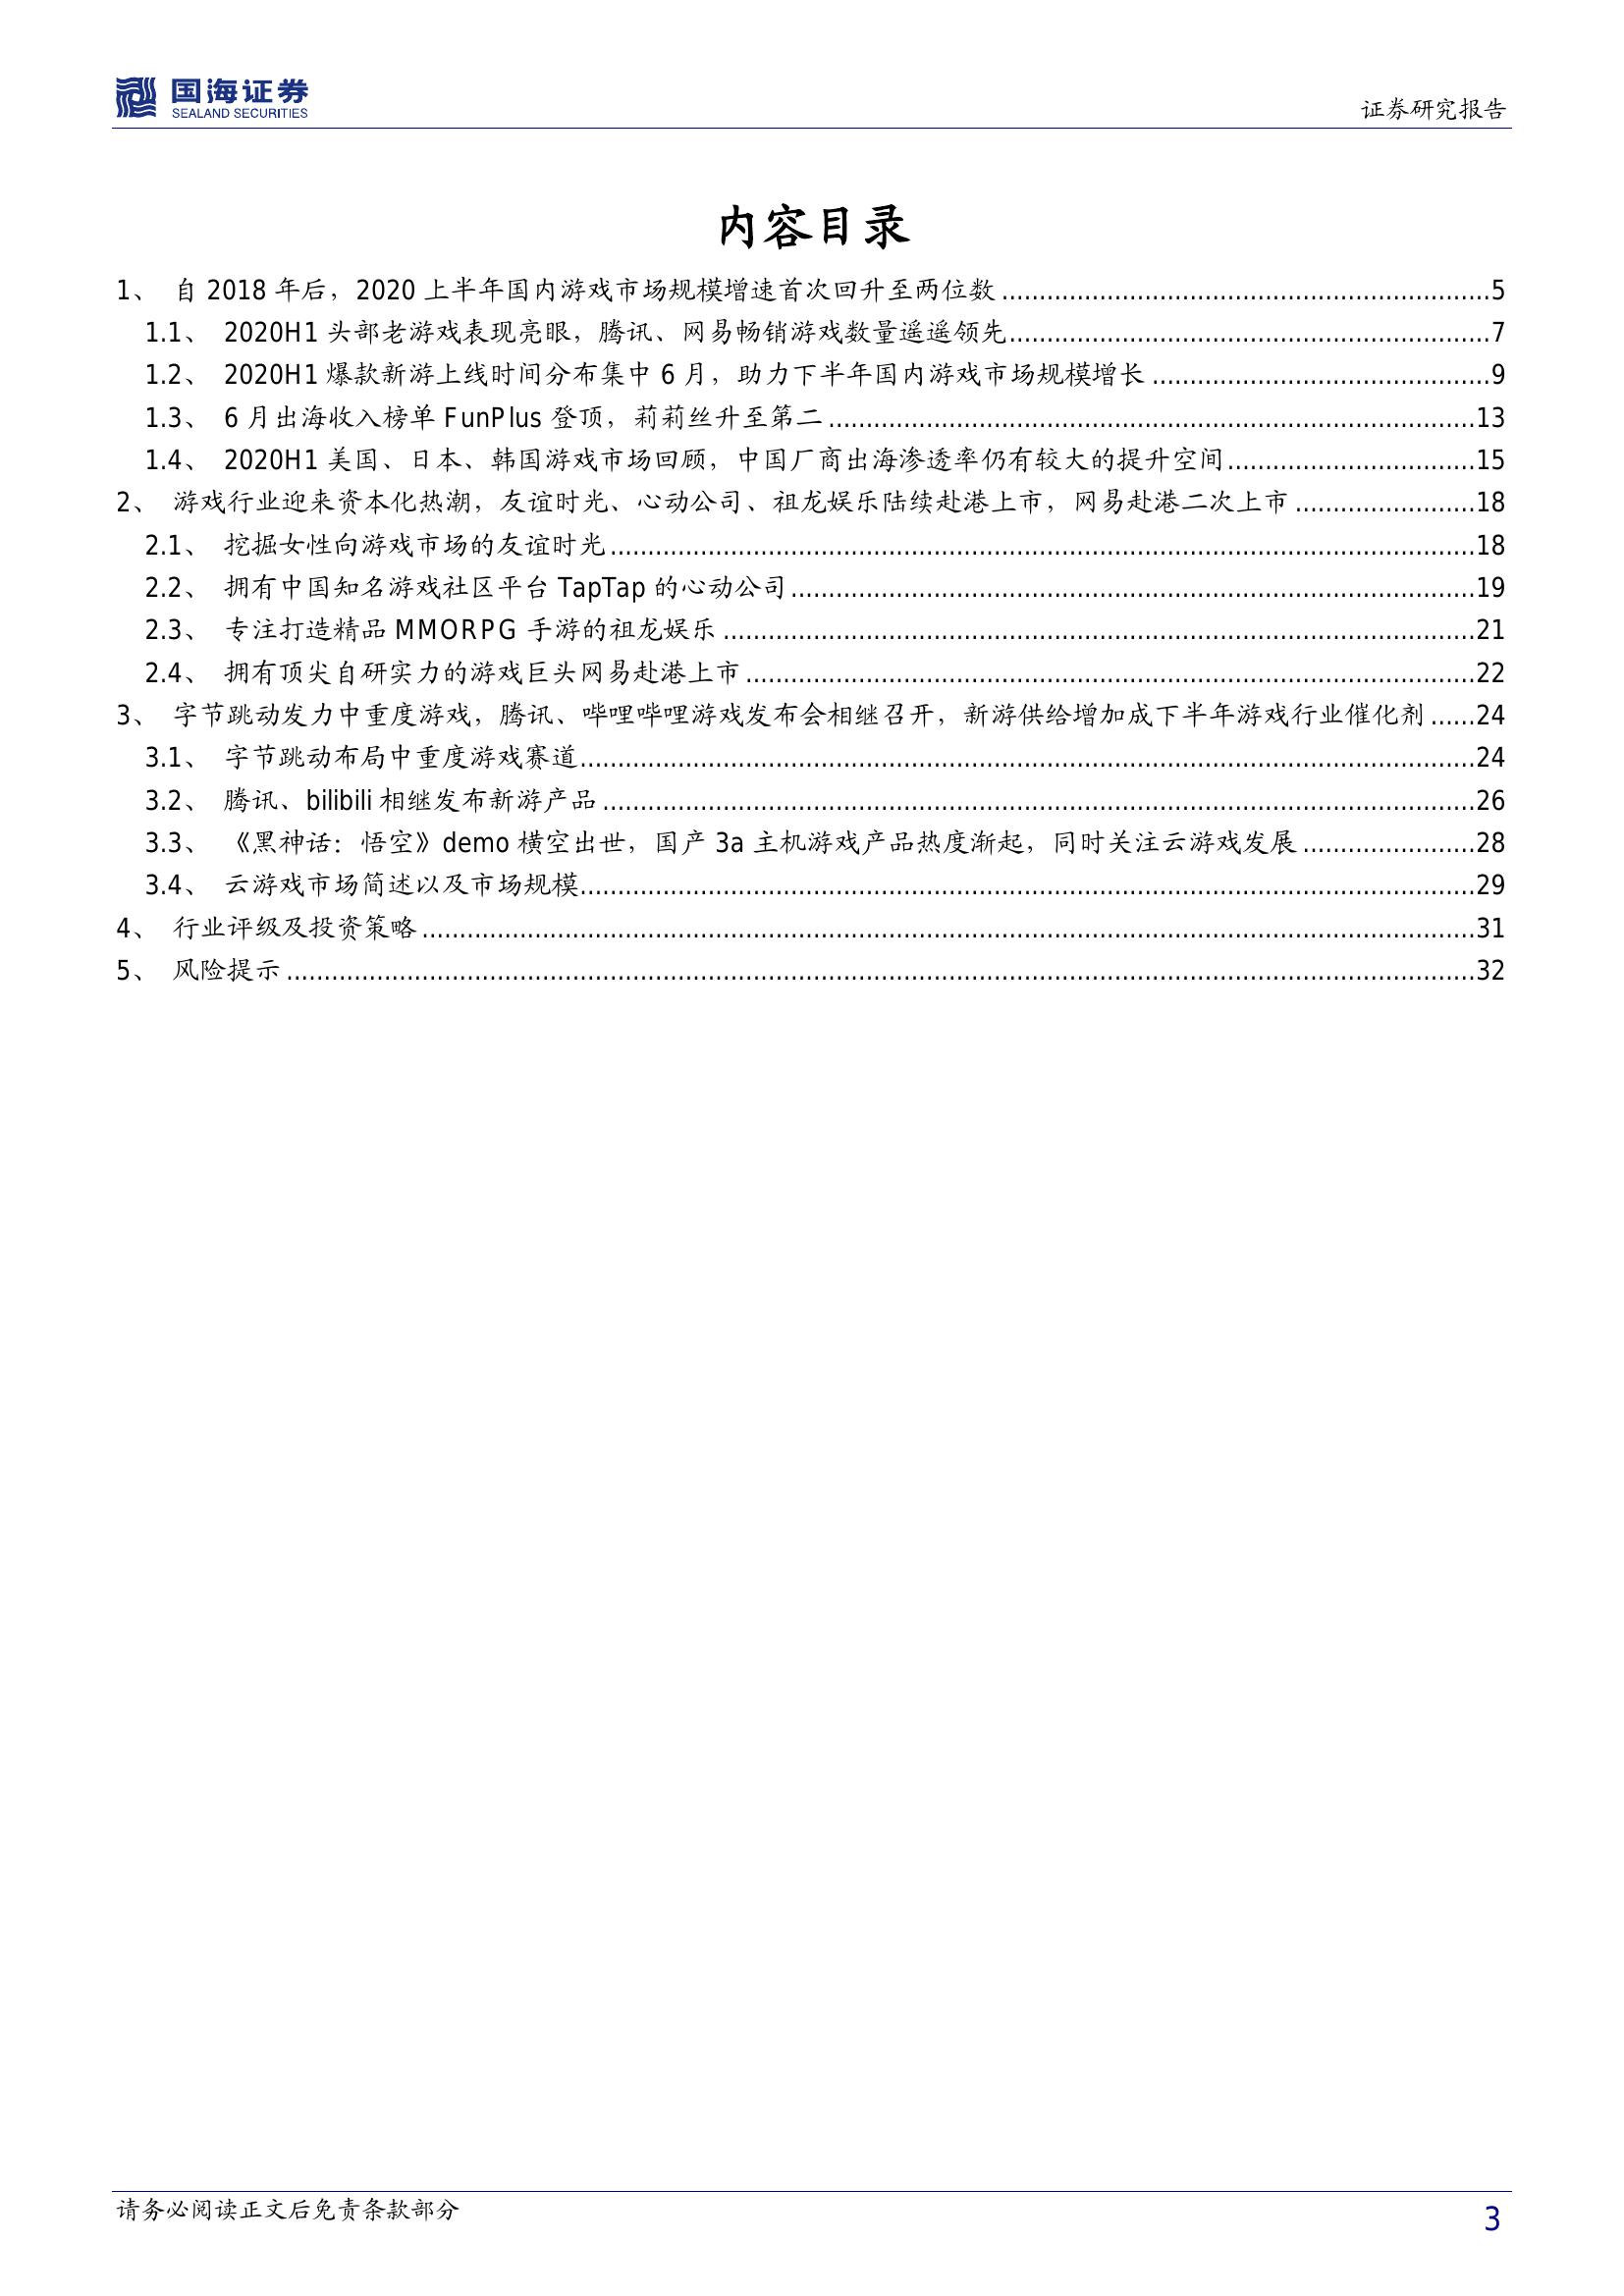 国海证券
SEALAND SECURITIES
证券研究报告
内容目录
1、 自 2018 年后，2020 上半年国内游戏市场规模增速首次回升至两位数 ........ 5
1.1、 2020H1 头部老游戏表现亮眼，腾讯、网易畅销游戏数量遥遥领先 ........ 7
1.2、 2020H1 爆款新游上线时间分布集中 6 月，助力下半年国内游戏市场规模增长 ........ 9
1.3、 6 月出海收入榜单 FunPlus 登顶，莉莉丝升至第二 ........ 13
1.4、 2020H1 美国、日本、韩国游戏市场回顾，中国厂商出海渗透率仍有较大的提升空间 ........ 15
2、 游戏行业迎来资本化热潮，友谊时光、心动公司、祖龙娱乐陆续赴港上市，网易赴港二次上市 ........ 18
2.1、 挖掘女性向游戏市场的友谊时光 ........ 18
2.2、 拥有中国知名游戏社区平台 TapTap 的心动公司 ........ 19
2.3、 专注打造精品 MMORPG 手游的祖龙娱乐 ........ 21
2.4、 拥有顶尖自研实力的游戏巨头网易赴港上市 ........ 22
3、 字节跳动发力中重度游戏，腾讯、哔哩哔哩游戏发布会相继召开，新游供给增加成下半年游戏行业催化剂 ...... 24
3.1、 字节跳动布局中重度游戏赛道 ........ 24
3.2、 腾讯、bilibili 相继发布新游产品 ........ 26
3.3、 《黑神话：悟空》demo 横空出世，国产 3a 主机游戏产品热度渐起，同时关注云游戏发展 ........ 28
3.4、 云游戏市场简述以及市场规模 ........ 29
4、 行业评级及投资策略 ........ 31
5、 风险提示 ........ 32
请务必阅读正文后免责条款部分
3